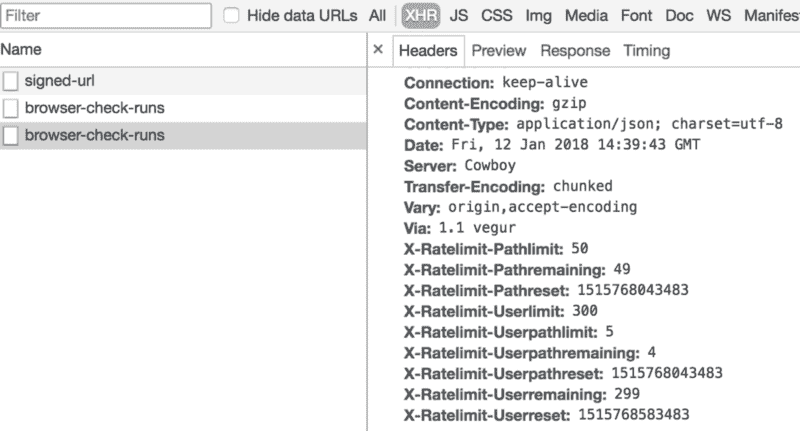 Filter Hide data URLs All XHR JS CSS Img Media Font Doc WS Manifest
Name
signed-url
browser-check-runs
browser-check-runs
× Headers Preview Review Timing
Connection: keep-alive
Content-Encoding: gzip
Content-Type: application/json; charset=utf-8
Date: Fri, 12 Jan 2018 14:39:43 GMT
Server: Cowboy
Transfer-Encoding: chunked
Vary: origin,accept-encoding
Via: 1.1 vegur
X-Ratelimit-Pathlimit: 50
X-Ratelimit-Pathremaining: 49
X-Ratelimit-Pathreset: 1515768043483
X-Ratelimit-Userlimit: 300
X-Ratelimit-Userpathlimit: 5
X-Ratelimit-Userpathremaining: 4
X-Ratelimit-Userpathreset: 1515768043483
X-Ratelimit-Userremaining: 299
X-Ratelimit-Userreset: 1515768583483